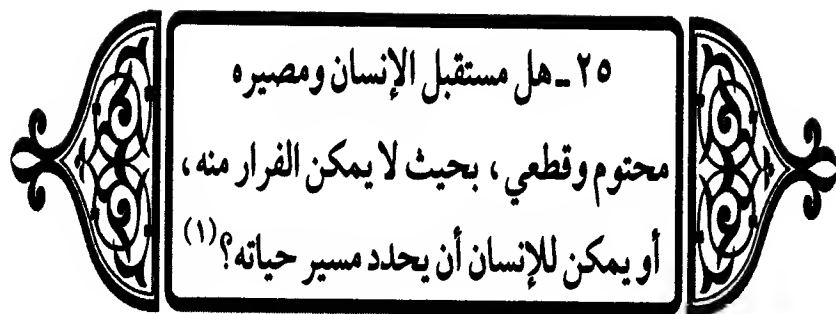 ٢٥ ـ هل مستقبل الإنسان ومصيره
محتوم وقطعي ، بحيث لا يمكن الفرار منه ،
أو يمكن للإنسان أن يحدد مسير حياته؟(١)